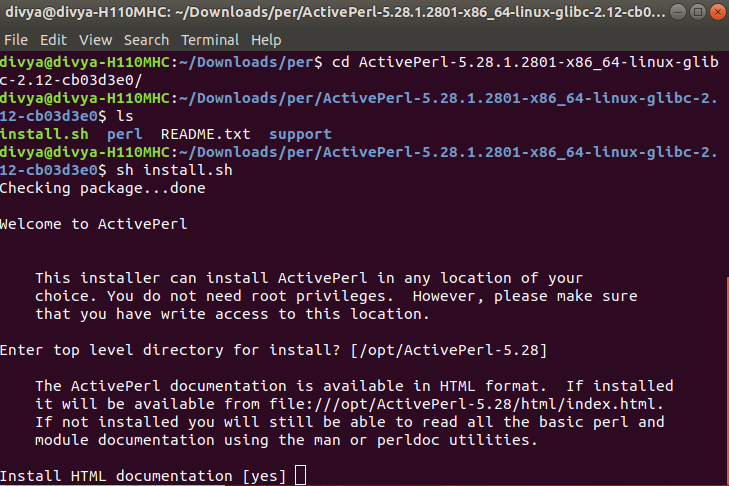 divya@divya-H110MHC: ~/Downloads/per/ActivePerl-5.28.1.2801-x86_64-linux-glibc-2.12-cb0...
File Edit View Search Terminal Help
divya@divya-H110MHC:~/Downloads/per$ cd ActivePerl-5.28.1.2801-x86_64-linux-glib
c-2.12-cb03d3e0/
divya@divya-H110MHC:~/Downloads/per/ActivePerl-5.28.1.2801-x86_64-linux-glibc-2.
12-cb03d3e0$ ls
install.sh  perl  README.txt  support
divya@divya-H110MHC:~/Downloads/per/ActivePerl-5.28.1.2801-x86_64-linux-glibc-2.
12-cb03d3e0$ sh install.sh
Checking package...done
Welcome to ActivePerl
This installer can install ActivePerl in any location of your
choice. You do not need root privileges.  However, please make sure
that you have write access to this location.
Enter top level directory for install? [/opt/ActivePerl-5.28]
The ActivePerl documentation is available in HTML format.  If installed
it will be available from file:///opt/ActivePerl-5.28/html/index.html.
If not installed you will still be able to read all the basic perl and
module documentation using the man or perldoc utilities.
Install HTML documentation [yes]